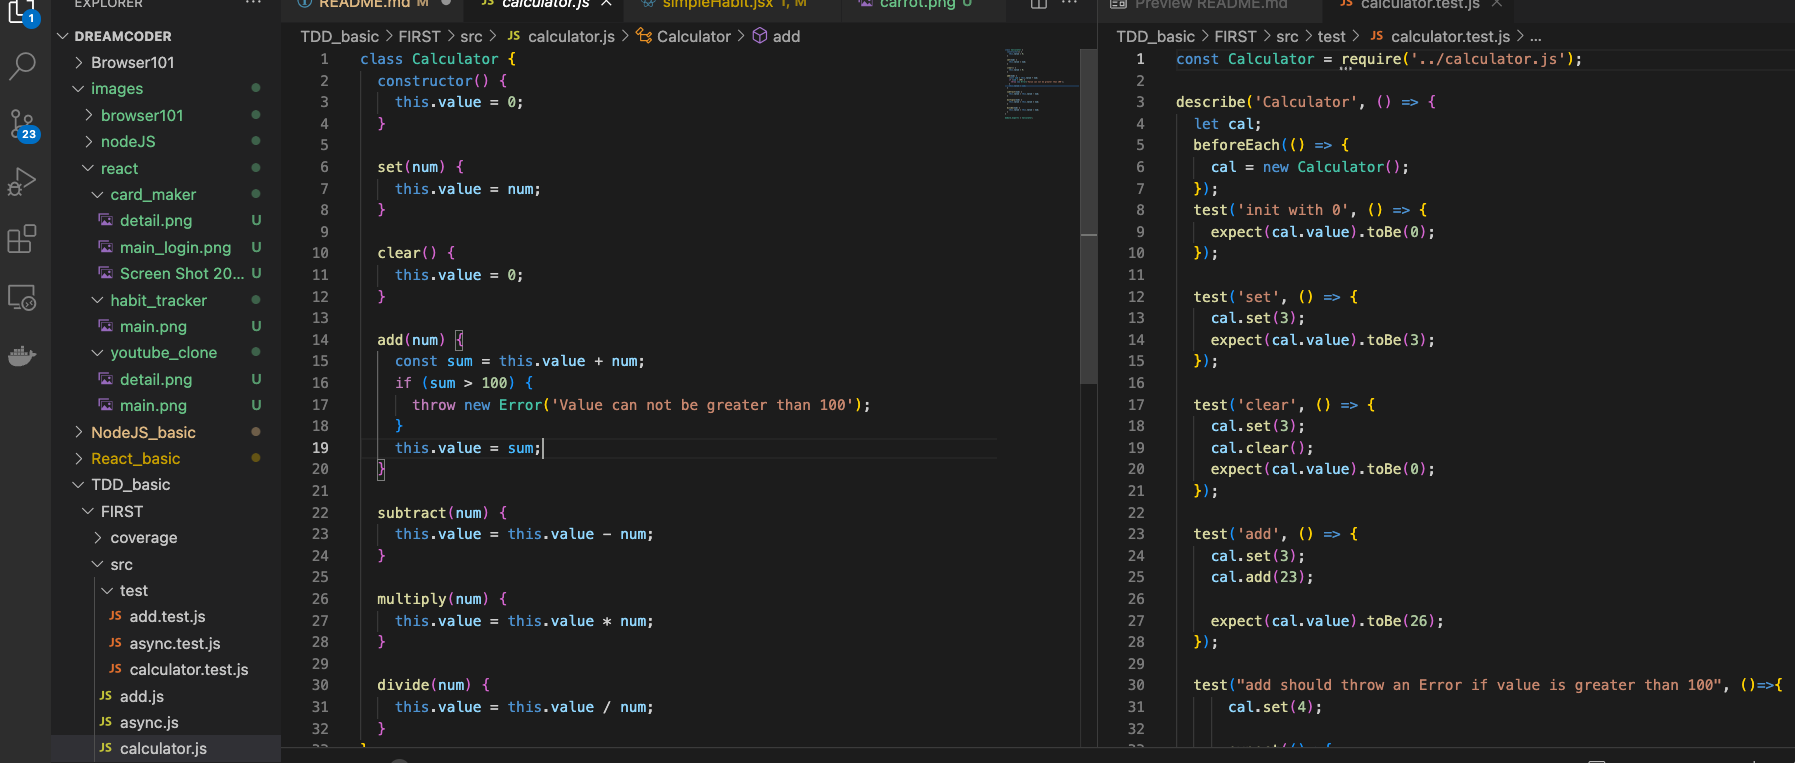 EXPLORER
DREAMCODER
Browser101
images
browser101
nodeJS
react
card_maker
detail.png U
main_login.png U
Screen Shot 20... U
habit_tracker
main.png U
youtube_clone
detail.png U
main.png U
NodeJS_basic
React_basic
TDD_basic
FIRST
coverage
src
test
JS add.test.js
JS async.test.js
JS calculator.test.js
JS add.js
JS async.js
JS calculator.js
1
23
README.md M
JS calculator.js
simpleHabit.jsx 1, M
carrot.png U
TDD_basic > FIRST > src > JS calculator.js > Calculator > add
1 class Calculator {
2 constructor() {
3 this.value = 0;
4 }
5
6 set(num) {
7 this.value = num;
8 }
9
10 clear() {
11 this.value = 0;
12 }
13
14 add(num) {
15 const sum = this.value + num;
16 if (sum > 100) {
17 throw new Error('Value can not be greater than 100');
18 }
19 this.value = sum;
20 }
21
22 subtract(num) {
23 this.value = this.value - num;
24 }
25
26 multiply(num) {
27 this.value = this.value * num;
28 }
29
30 divide(num) {
31 this.value = this.value / num;
32 }
Preview README.md
JS calculator.test.js
TDD_basic > FIRST > src > test > JS calculator.test.js > ...
1 const Calculator = require('../calculator.js');
2
3 describe('Calculator', () => {
4 let cal;
5 beforeEach(() => {
6 cal = new Calculator();
7 });
8 test('init with 0', () => {
9 expect(cal.value).toBe(0);
10 });
11
12 test('set', () => {
13 cal.set(3);
14 expect(cal.value).toBe(3);
15 });
16
17 test('clear', () => {
18 cal.set(3);
19 cal.clear();
20 expect(cal.value).toBe(0);
21 });
22
23 test('add', () => {
24 cal.set(3);
25 cal.add(23);
26
27 expect(cal.value).toBe(26);
28 });
29
30 test("add should throw an Error if value is greater than 100", ()=>{
31 cal.set(4);
32